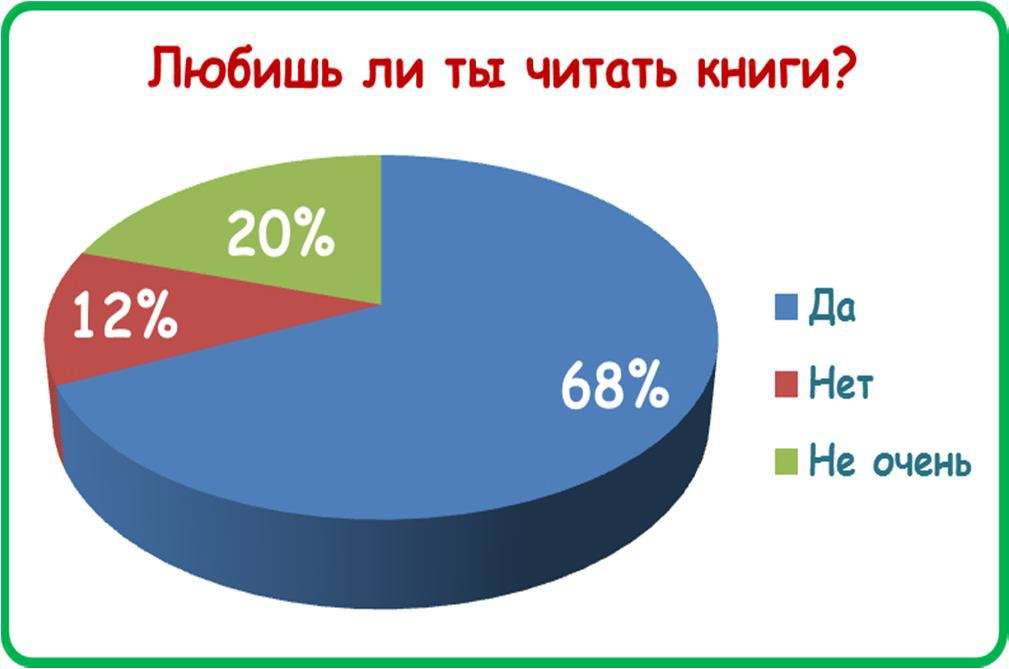 Любишь ли ты читать книги?
20%
12%
68%
Да
Нет
Не очень